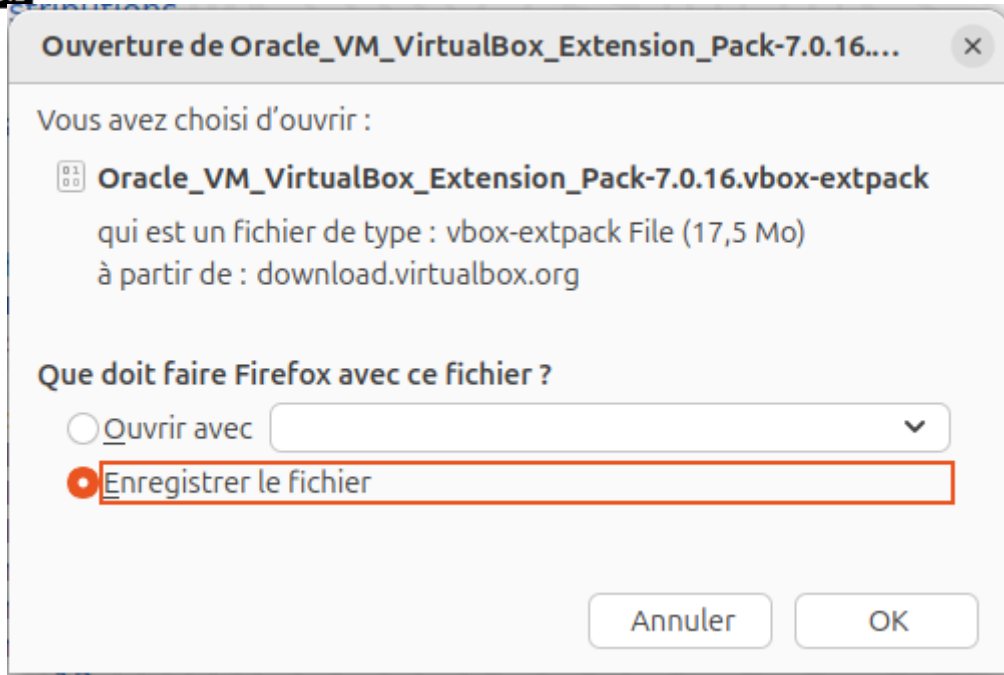 stributions
Ouverture de Oracle_VM_VirtualBox_Extension_Pack-7.0.16....
Vous avez choisi d’ouvrir :
Oracle_VM_VirtualBox_Extension_Pack-7.0.16.vbox-extpack
qui est un fichier de type : vbox-extpack File (17,5 Mo)
à partir de : download.virtualbox.org
Que doit faire Firefox avec ce fichier ?
Ouvrir avec
Enregistrer le fichier
Annuler OK